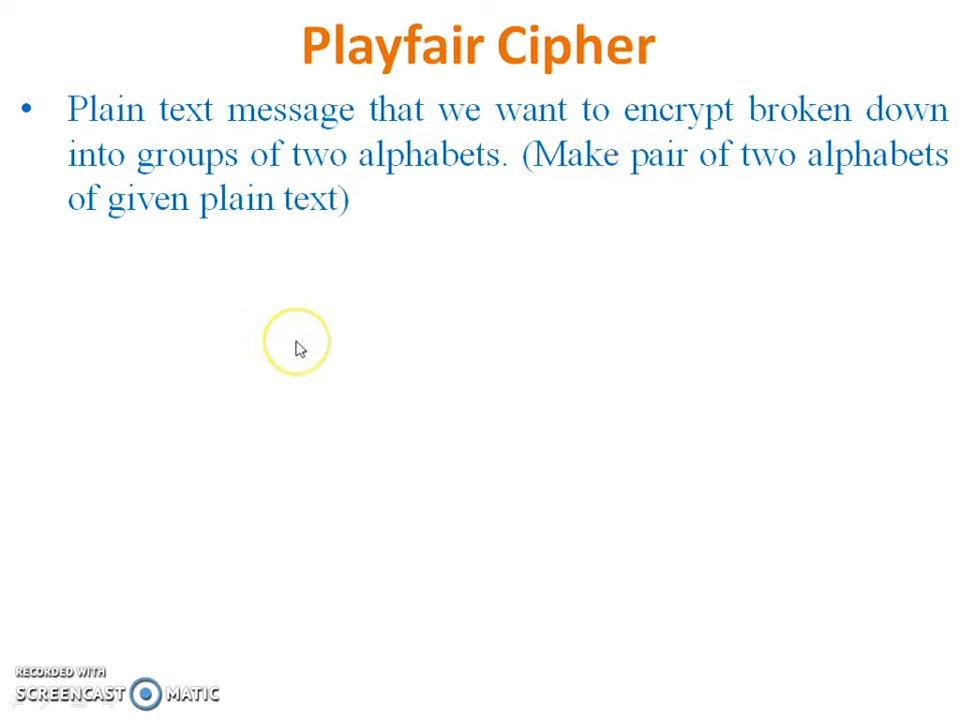 Playfair Cipher
• Plain text message that we want to encrypt broken down
into groups of two alphabets. (Make pair of two alphabets
of given plain text)
RECORDED WITH
SCREENCAST MATIC